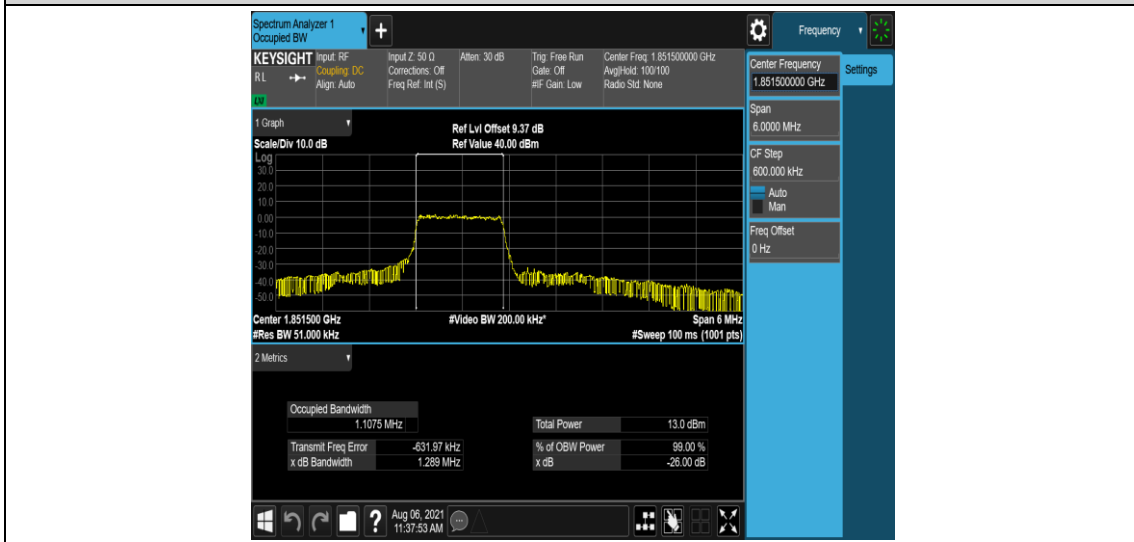 Spectrum Analyzer 1
Occupied BW
+
Frequency
KEYSIGHT
RL
Input: RF
Coupling: DC
Align: Auto
Input Z: 50 Ω
Corrections: Off
Freq Ref: Int (S)
Atten: 30 dB
Trig: Free Run
Gate: Off
#IF Gain: Low
Center Freq: 1.851500000 GHz
Avg|Hold: 100/100
Radio Std: None
Center Frequency
1.851500000 GHz
Settings
Span
6.0000 MHz
CF Step
600.000 kHz
Auto
Man
Freq Offset
0 Hz
1 Graph
Scale/Div 10.0 dB
Ref Lvl Offset 9.37 dB
Ref Value 40.00 dBm
Log
30.0
20.0
10.0
0.00
-10.0
-20.0
-30.0
-40.0
-50.0
Center 1.851500 GHz
#Video BW 200.00 kHz*
Span 6 MHz
#Res BW 51.000 kHz
#Sweep 100 ms (1001 pts)
2 Metrics
Occupied Bandwidth
1.1075 MHz
Total Power 13.0 dBm
Transmit Freq Error -631.97 kHz
% of OBW Power 99.00 %
x dB Bandwidth 1.289 MHz
x dB -26.00 dB
?
Aug 06, 2021
11:37:53 AM